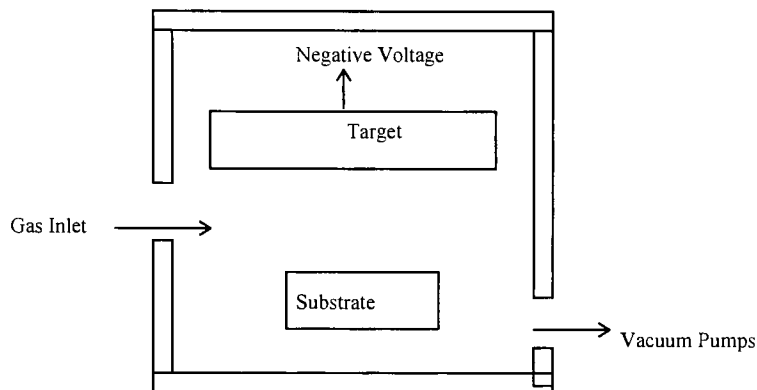 Negative Voltage
Target
Gas Inlet
Substrate
Vacuum Pumps